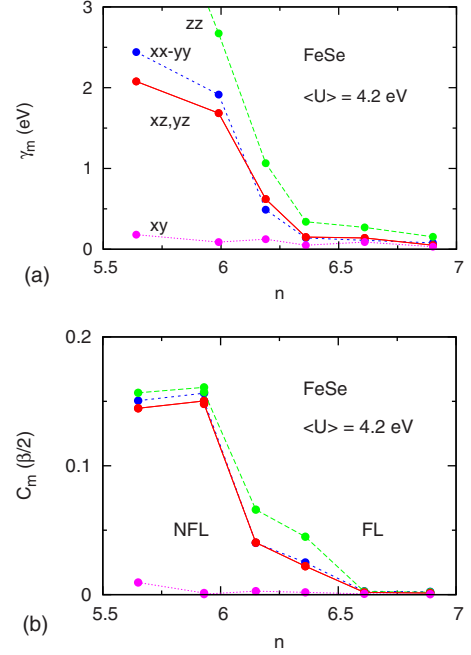 3
zz
xx-yy
FeSe
<U> = 4.2 eV
2
xz,yz
γm (eV)
1
xy
0
5.5 6 6.5 7
(a)
n
0.2
FeSe
<U> = 4.2 eV
Cm (β/2)
0.1
NFL FL
0
5.5 6 6.5 7
(b)
n